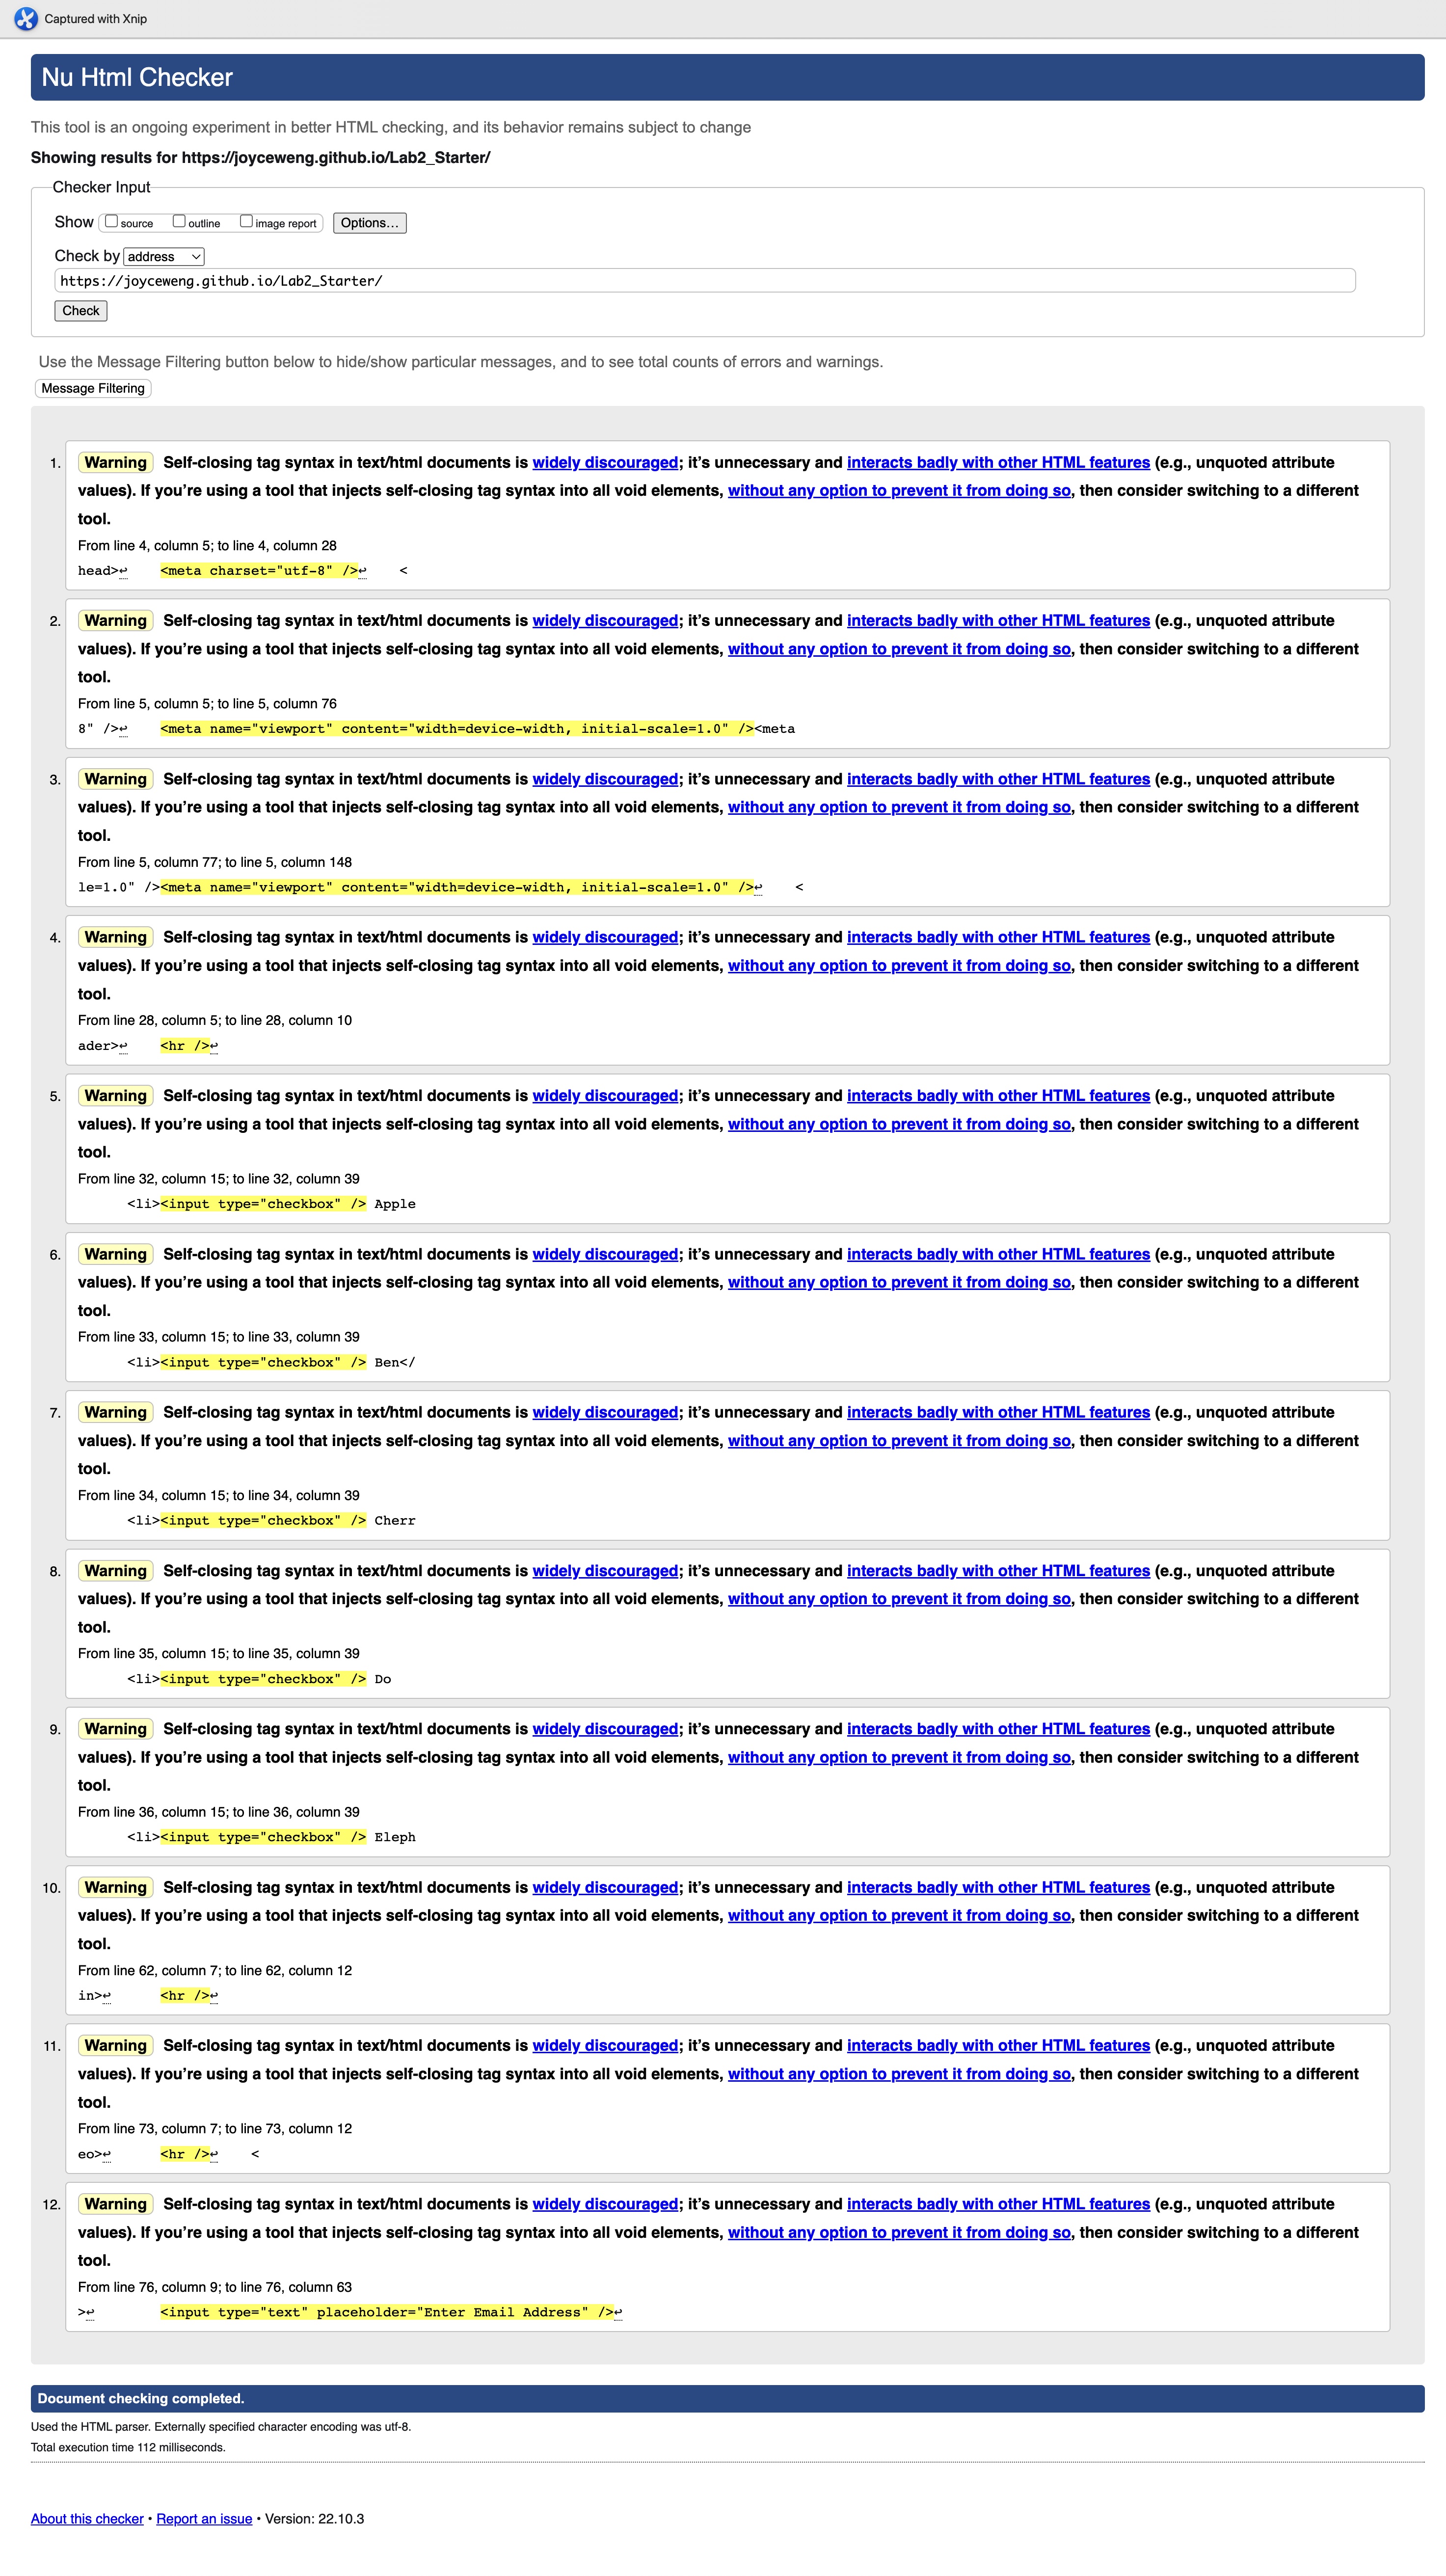 Captured with Xnip
Nu Html Checker
This tool is an ongoing experiment in better HTML checking, and its behavior remains subject to change
Showing results for https://joyceweng.github.io/Lab2_Starter/
Checker Input
Show source outline image report Options...
Check by address
https://joyceweng.github.io/Lab2_Starter/
Check
Use the Message Filtering button below to hide/show particular messages, and to see total counts of errors and warnings.
Message Filtering
1. Warning Self-closing tag syntax in text/html documents is widely discouraged; it’s unnecessary and interacts badly with other HTML features (e.g., unquoted attribute
values). If you’re using a tool that injects self-closing tag syntax into all void elements, without any option to prevent it from doing so, then consider switching to a different
tool.
From line 4, column 5; to line 4, column 28
head>↩ <meta charset="utf-8" />↩ <
2. Warning Self-closing tag syntax in text/html documents is widely discouraged; it’s unnecessary and interacts badly with other HTML features (e.g., unquoted attribute
values). If you’re using a tool that injects self-closing tag syntax into all void elements, without any option to prevent it from doing so, then consider switching to a different
tool.
From line 5, column 5; to line 5, column 76
8" />↩ <meta name="viewport" content="width=device-width, initial-scale=1.0" /><meta
3. Warning Self-closing tag syntax in text/html documents is widely discouraged; it’s unnecessary and interacts badly with other HTML features (e.g., unquoted attribute
values). If you’re using a tool that injects self-closing tag syntax into all void elements, without any option to prevent it from doing so, then consider switching to a different
tool.
From line 5, column 77; to line 5, column 148
le=1.0" /><meta name="viewport" content="width=device-width, initial-scale=1.0" />↩ <
4. Warning Self-closing tag syntax in text/html documents is widely discouraged; it’s unnecessary and interacts badly with other HTML features (e.g., unquoted attribute
values). If you’re using a tool that injects self-closing tag syntax into all void elements, without any option to prevent it from doing so, then consider switching to a different
tool.
From line 28, column 5; to line 28, column 10
ader>↩ <hr />↩
5. Warning Self-closing tag syntax in text/html documents is widely discouraged; it’s unnecessary and interacts badly with other HTML features (e.g., unquoted attribute
values). If you’re using a tool that injects self-closing tag syntax into all void elements, without any option to prevent it from doing so, then consider switching to a different
tool.
From line 32, column 15; to line 32, column 39
<li><input type="checkbox" /> Apple
6. Warning Self-closing tag syntax in text/html documents is widely discouraged; it’s unnecessary and interacts badly with other HTML features (e.g., unquoted attribute
values). If you’re using a tool that injects self-closing tag syntax into all void elements, without any option to prevent it from doing so, then consider switching to a different
tool.
From line 33, column 15; to line 33, column 39
<li><input type="checkbox" /> Ben</
7. Warning Self-closing tag syntax in text/html documents is widely discouraged; it’s unnecessary and interacts badly with other HTML features (e.g., unquoted attribute
values). If you’re using a tool that injects self-closing tag syntax into all void elements, without any option to prevent it from doing so, then consider switching to a different
tool.
From line 34, column 15; to line 34, column 39
<li><input type="checkbox" /> Cherr
8. Warning Self-closing tag syntax in text/html documents is widely discouraged; it’s unnecessary and interacts badly with other HTML features (e.g., unquoted attribute
values). If you’re using a tool that injects self-closing tag syntax into all void elements, without any option to prevent it from doing so, then consider switching to a different
tool.
From line 35, column 15; to line 35, column 39
<li><input type="checkbox" /> Do
9. Warning Self-closing tag syntax in text/html documents is widely discouraged; it’s unnecessary and interacts badly with other HTML features (e.g., unquoted attribute
values). If you’re using a tool that injects self-closing tag syntax into all void elements, without any option to prevent it from doing so, then consider switching to a different
tool.
From line 36, column 15; to line 36, column 39
<li><input type="checkbox" /> Eleph
10. Warning Self-closing tag syntax in text/html documents is widely discouraged; it’s unnecessary and interacts badly with other HTML features (e.g., unquoted attribute
values). If you’re using a tool that injects self-closing tag syntax into all void elements, without any option to prevent it from doing so, then consider switching to a different
tool.
From line 62, column 7; to line 62, column 12
in>↩ <hr />↩
11. Warning Self-closing tag syntax in text/html documents is widely discouraged; it’s unnecessary and interacts badly with other HTML features (e.g., unquoted attribute
values). If you’re using a tool that injects self-closing tag syntax into all void elements, without any option to prevent it from doing so, then consider switching to a different
tool.
From line 73, column 7; to line 73, column 12
eo>↩ <hr />↩ <
12. Warning Self-closing tag syntax in text/html documents is widely discouraged; it’s unnecessary and interacts badly with other HTML features (e.g., unquoted attribute
values). If you’re using a tool that injects self-closing tag syntax into all void elements, without any option to prevent it from doing so, then consider switching to a different
tool.
From line 76, column 9; to line 76, column 63
>↩ <input type="text" placeholder="Enter Email Address" />↩
Document checking completed.
Used the HTML parser. Externally specified character encoding was utf-8.
Total execution time 112 milliseconds.
About this checker • Report an issue • Version: 22.10.3